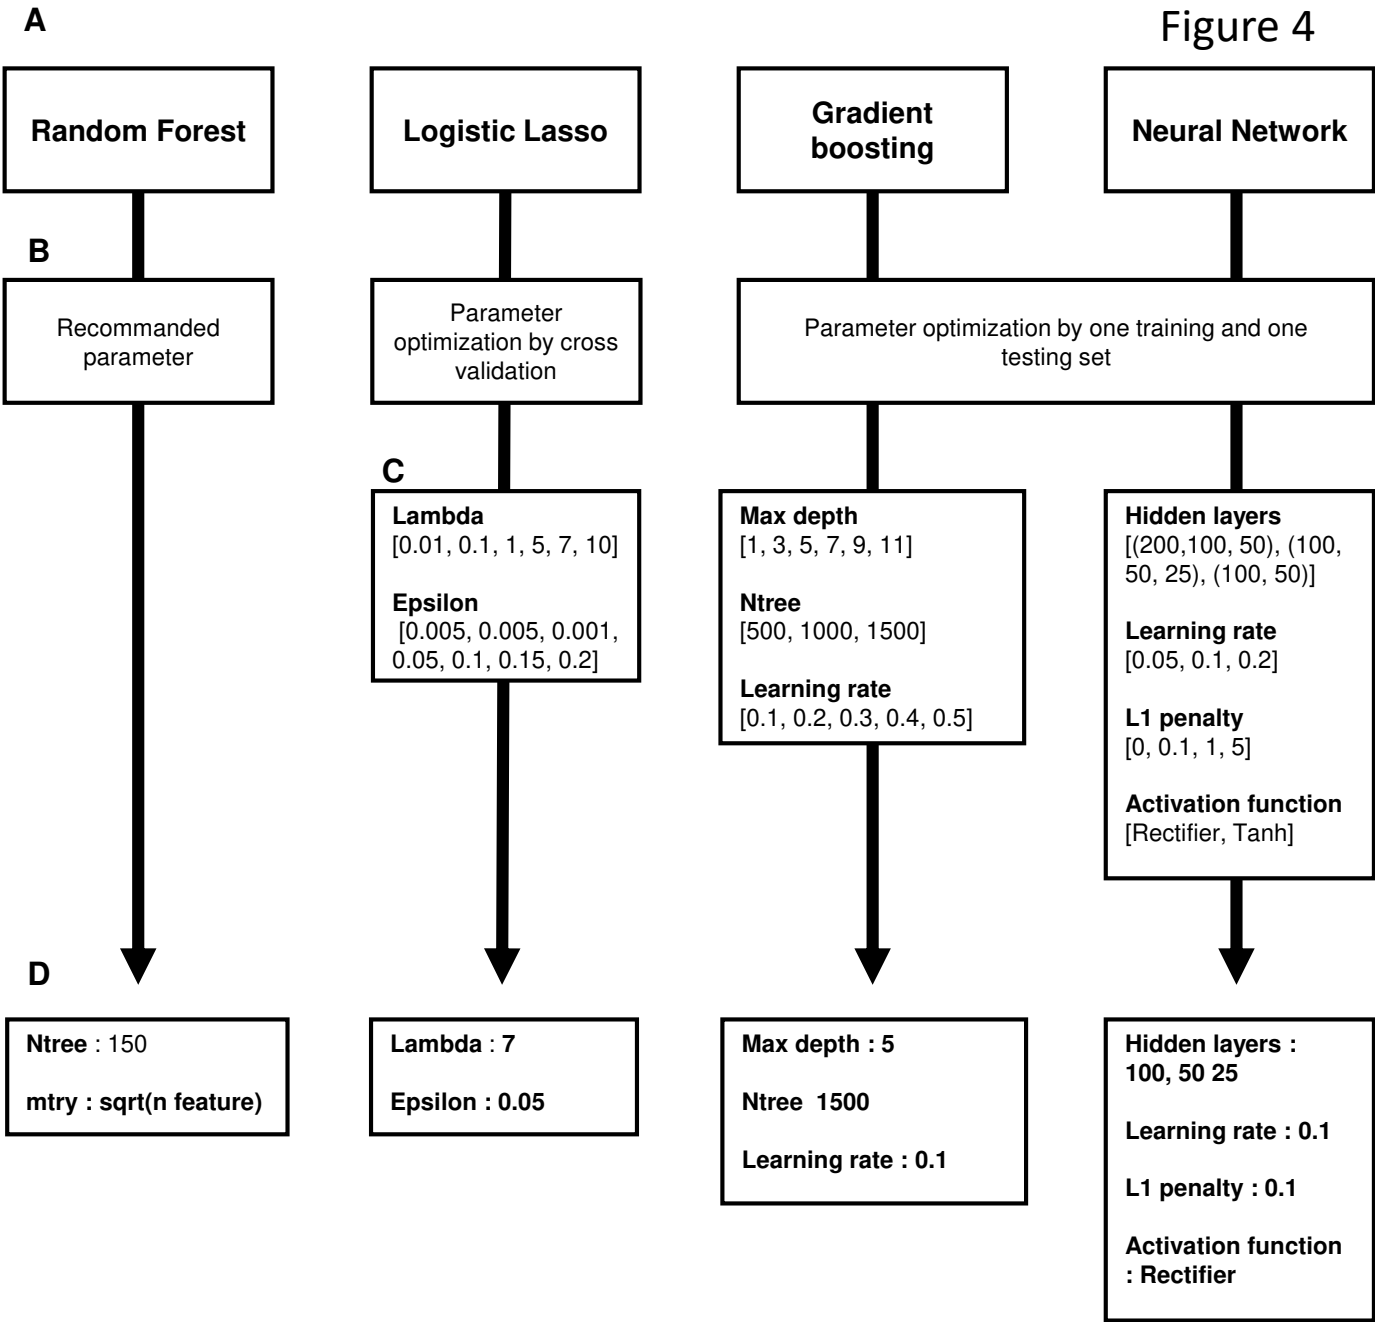 A
Figure 4
Random Forest
Logistic Lasso
Gradient
boosting
Neural Network
B
Recommanded
parameter
Parameter
optimization by cross
validation
Parameter optimization by one training and one
testing set
C
Lambda
[0.01, 0.1, 1, 5, 7, 10]
Epsilon
[0.005, 0.005, 0.001,
0.05, 0.1, 0.15, 0.2]
Max depth
[1, 3, 5, 7, 9, 11]
Ntree
[500, 1000, 1500]
Learning rate
[0.1, 0.2, 0.3, 0.4, 0.5]
Hidden layers
[(200,100, 50), (100,
50, 25), (100, 50)]
Learning rate
[0.05, 0.1, 0.2]
L1 penalty
[0, 0.1, 1, 5]
Activation function
[Rectifier, Tanh]
D
Ntree : 150
mtry : sqrt(n feature)
Lambda : 7
Epsilon : 0.05
Max depth : 5
Ntree  1500
Learning rate : 0.1
Hidden layers :
100, 50 25
Learning rate : 0.1
L1 penalty : 0.1
Activation function
: Rectifier